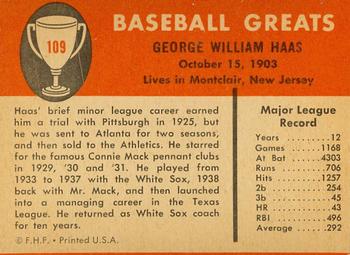 BASEBALL GREATS
109
GEORGE WILLIAM HAAS
October 15, 1903
Lives in Montclair, New Jersey
Haas' brief minor league career earned
him a trial with Pittsburgh in 1925, but
he was sent to Atlanta for two seasons,
and then sold to the Athletics. He starred
for the famous Connie Mack pennant clubs
in 1929, '30 and '31. He played from
1933 to 1937 with the White Sox, 1938
back with Mr. Mack, and then launched
into a managing career in the Texas
League. He returned as White Sox coach
for ten years.
© F.H.F. • Printed U.S.A.
Major League
Record
Years 12
Games 1168
At Bat 4303
Runs 706
Hits 1257
2b 254
3b 45
HR 43
RBI 496
Average .292